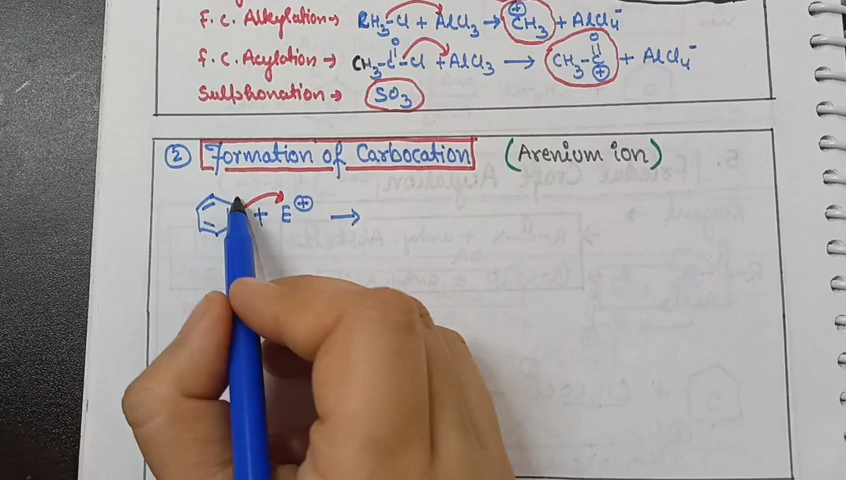 F.C. Alkylation → CH₃-Cl + AlCl₃ → ⊕CH₃ + AlCl₄⁻
O
F.C. Acylation → CH₃-C-Cl + AlCl₃ → CH₃-C⊕ + AlCl₄⁻
Sulphonation → SO₃
② Formation of Carbocation (Arenium ion)
+ E⊕ →